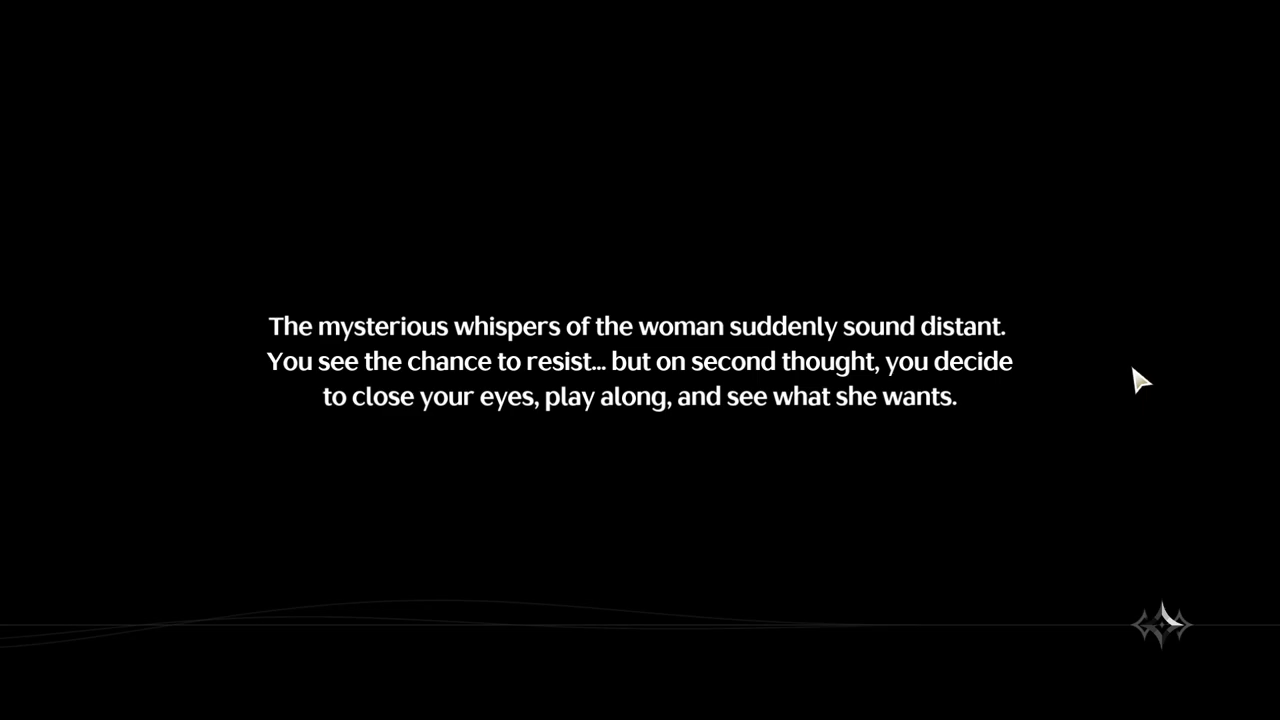 The mysterious whispers of the woman suddenly sound distant.
You see the chance to resist... but on second thought, you decide
to close your eyes, play along, and see what she wants.